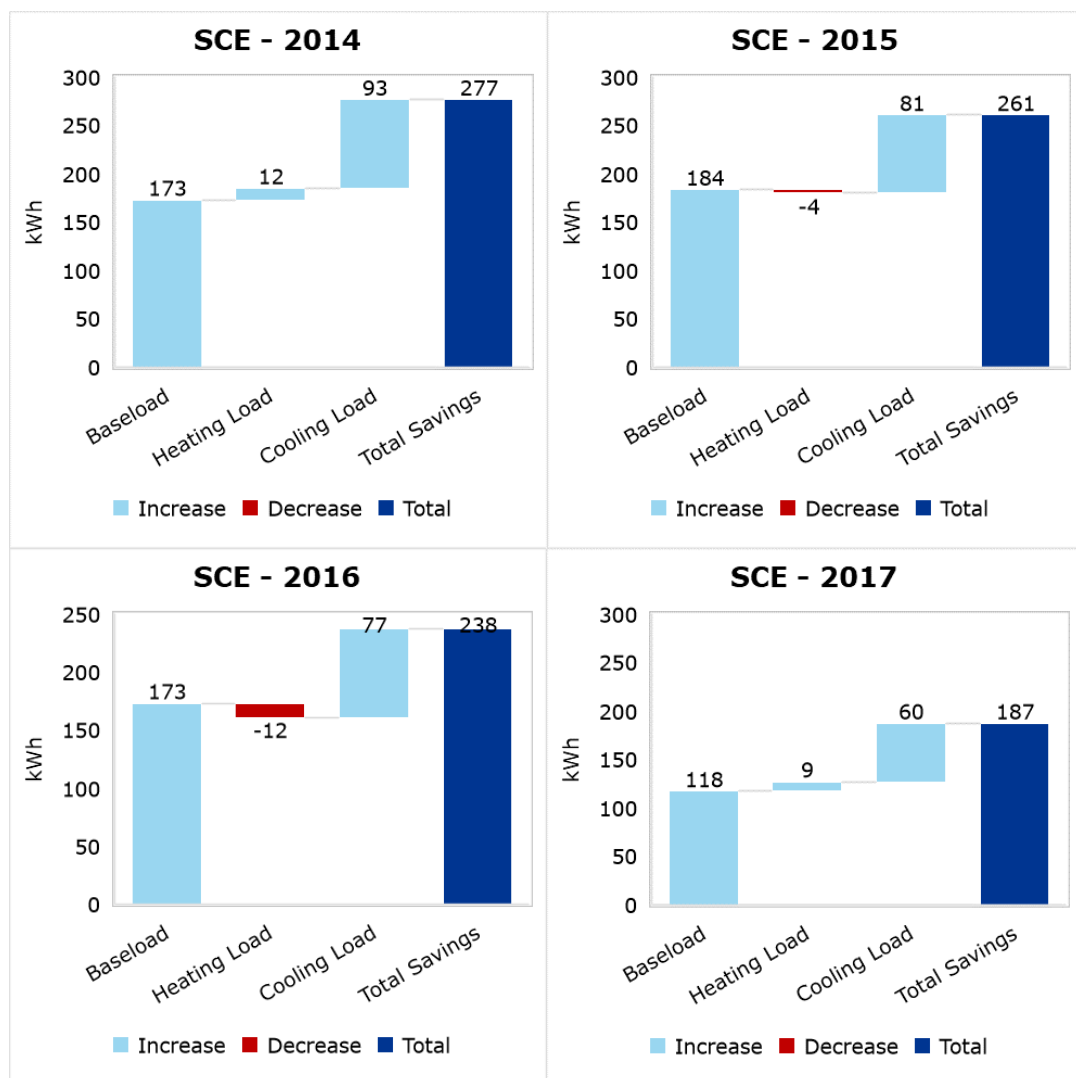 SCE - 2014
300
250
200
150
100
50
0
kWh
173
12
93
277
Baseload
Heating Load
Cooling Load
Total Savings
Increase Decrease Total
SCE - 2015
300
250
200
150
100
50
0
kWh
184
-4
81
261
Baseload
Heating Load
Cooling Load
Total Savings
Increase Decrease Total
SCE - 2016
250
200
150
100
50
0
kWh
173
-12
77
238
Baseload
Heating Load
Cooling Load
Total Savings
Increase Decrease Total
SCE - 2017
300
250
200
150
100
50
0
kWh
118
9
60
187
Baseload
Heating Load
Cooling Load
Total Savings
Increase Decrease Total